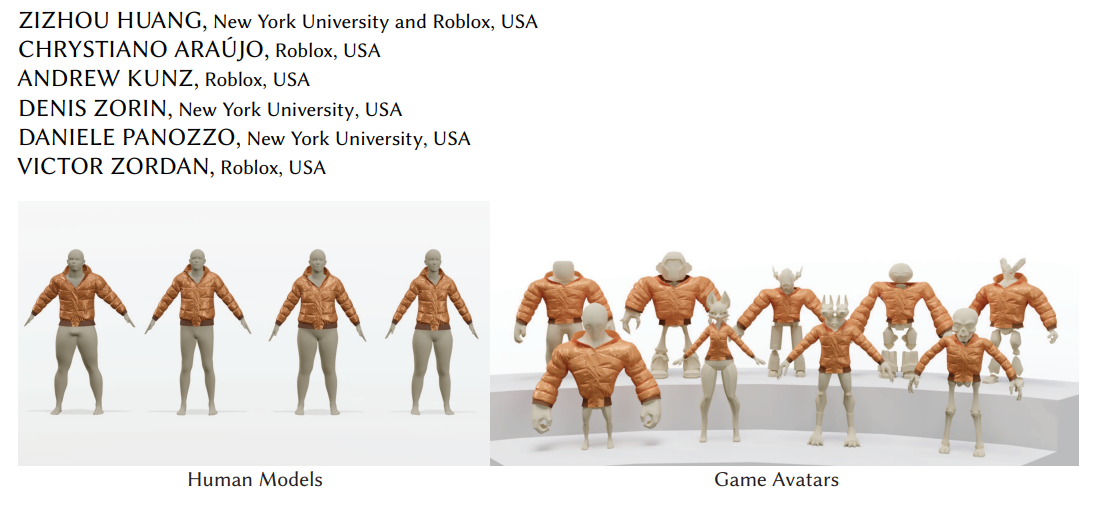 ZIZHOU HUANG, New York University and Roblox, USA
CHRYSTIANO ARAÚJO, Roblox, USA
ANDREW KUNZ, Roblox, USA
DENIS ZORIN, New York University, USA
DANIELE PANOZZO, New York University, USA
VICTOR ZORDAN, Roblox, USA
Human Models
Game Avatars